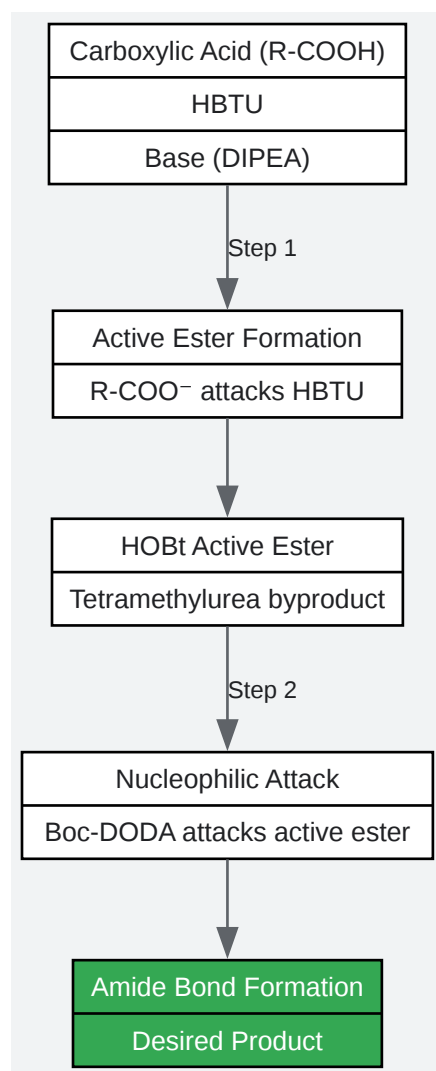 Carboxylic Acid (R-COOH)
HBTU
Base (DIPEA)
Step 1
Active Ester Formation
R-COO⁻ attacks HBTU
HOBt Active Ester
Tetramethylurea byproduct
Step 2
Nucleophilic Attack
Boc-DODA attacks active ester
Amide Bond Formation
Desired Product